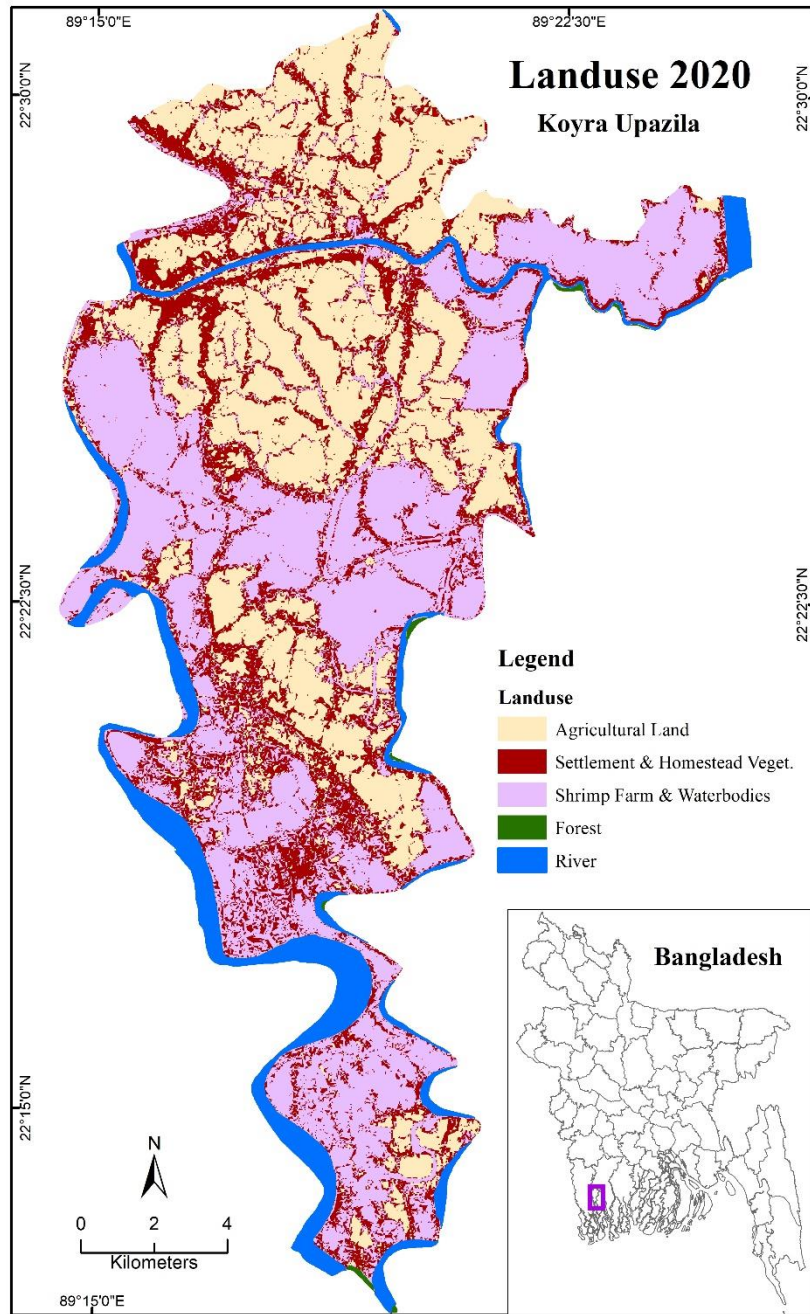 89°15'0"E
89°22'30"E
Landuse 2020
Koyra Upazila
22°30'0"N
22°30'0"N
22°22'30"N
22°22'30"N
Legend
Landuse
Agricultural Land
Settlement & Homestead Veget.
Shrimp Farm & Waterbodies
Forest
River
Bangladesh
22°15'0"N
N
0 2 4
Kilometers
89°15'0"E